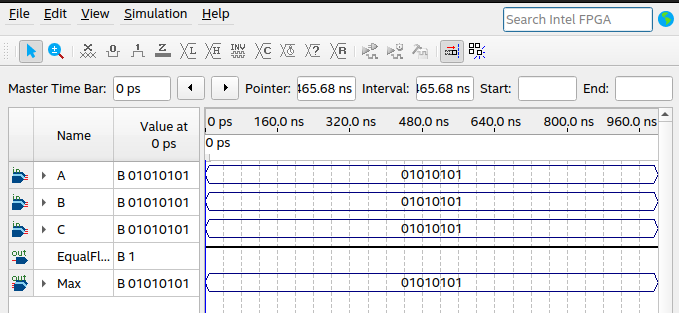 File Edit View Simulation Help
Search Intel FPGA
Master Time Bar: 0 ps Pointer: 465.68 ns Interval: 465.68 ns Start: End:
Name Value at 0 ps
0 ps 160.0 ns 320.0 ns 480.0 ns 640.0 ns 800.0 ns 960.0 ns
0 ps
in A B 01010101 01010101
in B B 01010101 01010101
in C B 01010101 01010101
out EqualFl... B 1
out Max B 01010101 01010101